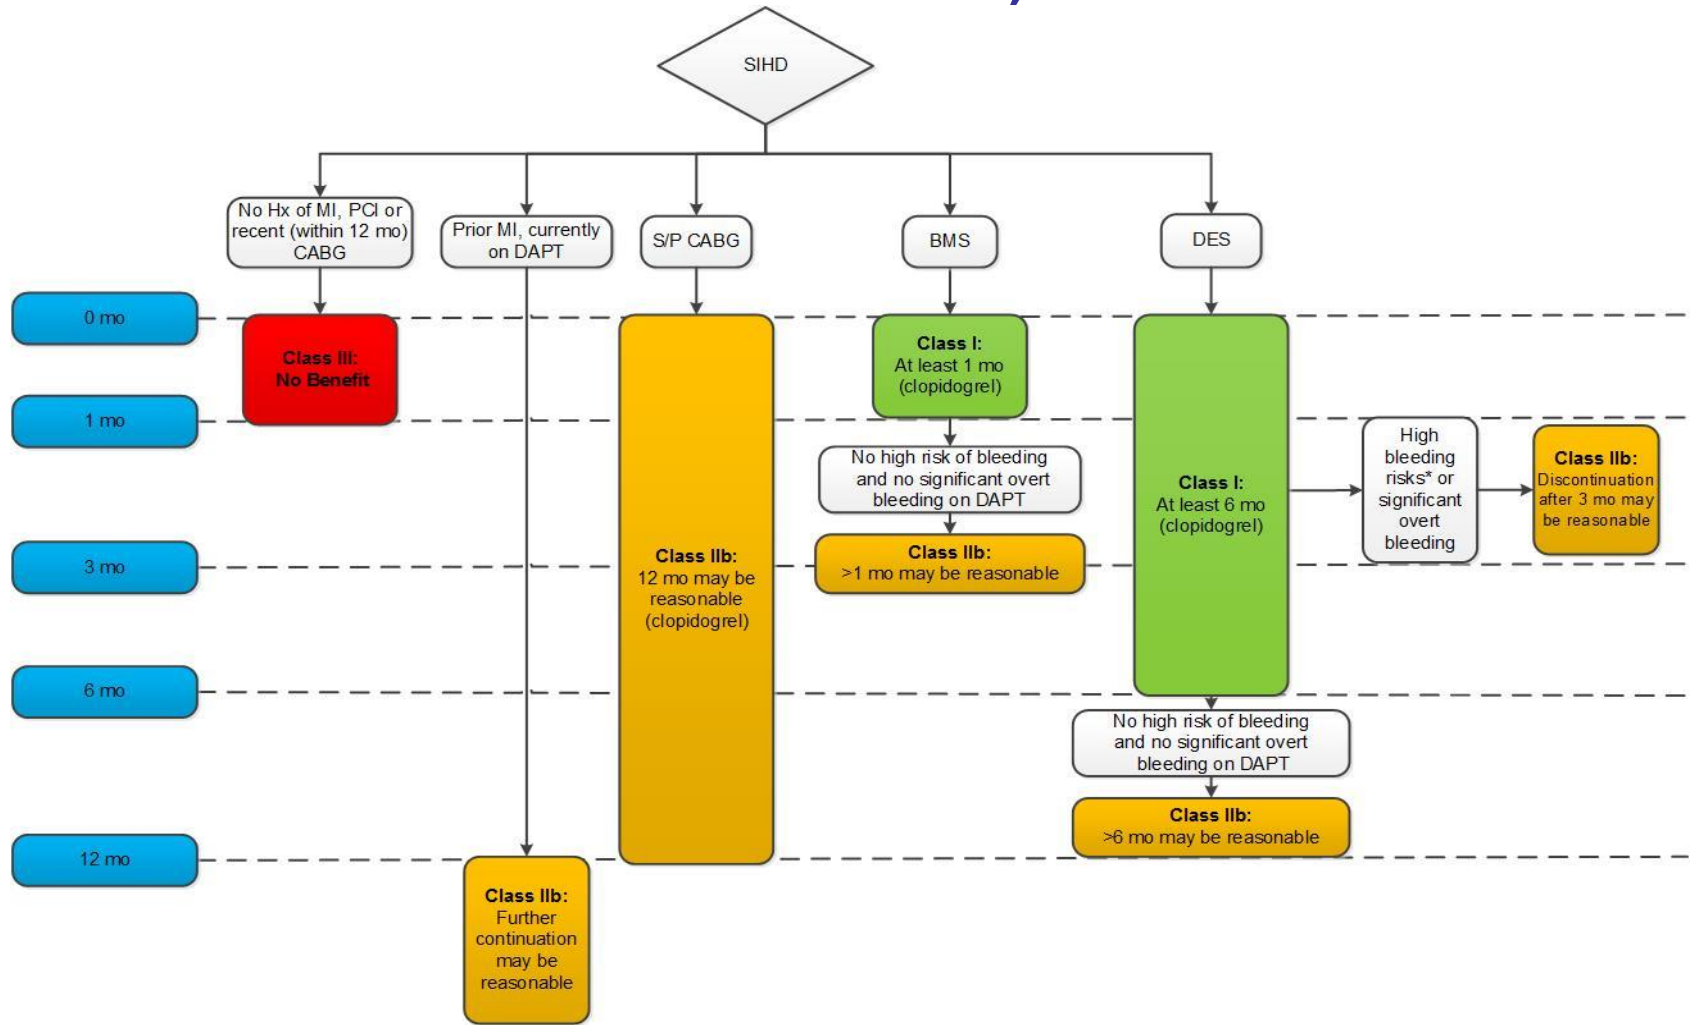 SIHD
No Hx of MI, PCI or
recent (within 12 mo)
CABG
Prior MI, currently
on DAPT
S/P CABG
BMS
DES
0 mo
1 mo
3 mo
6 mo
12 mo
Class III:
No Benefit
Class IIb:
Further
continuation
may be
reasonable
Class IIb:
12 mo may be
reasonable
(clopidogrel)
Class I:
At least 1 mo
(clopidogrel)
No high risk of bleeding
and no significant overt
bleeding on DAPT
Class IIb:
>1 mo may be reasonable
Class I:
At least 6 mo
(clopidogrel)
High
bleeding
risks* or
significant
overt
bleeding
Class IIb:
Discontinuation
after 3 mo may
be reasonable
No high risk of bleeding
and no significant overt
bleeding on DAPT
Class IIb:
>6 mo may be reasonable